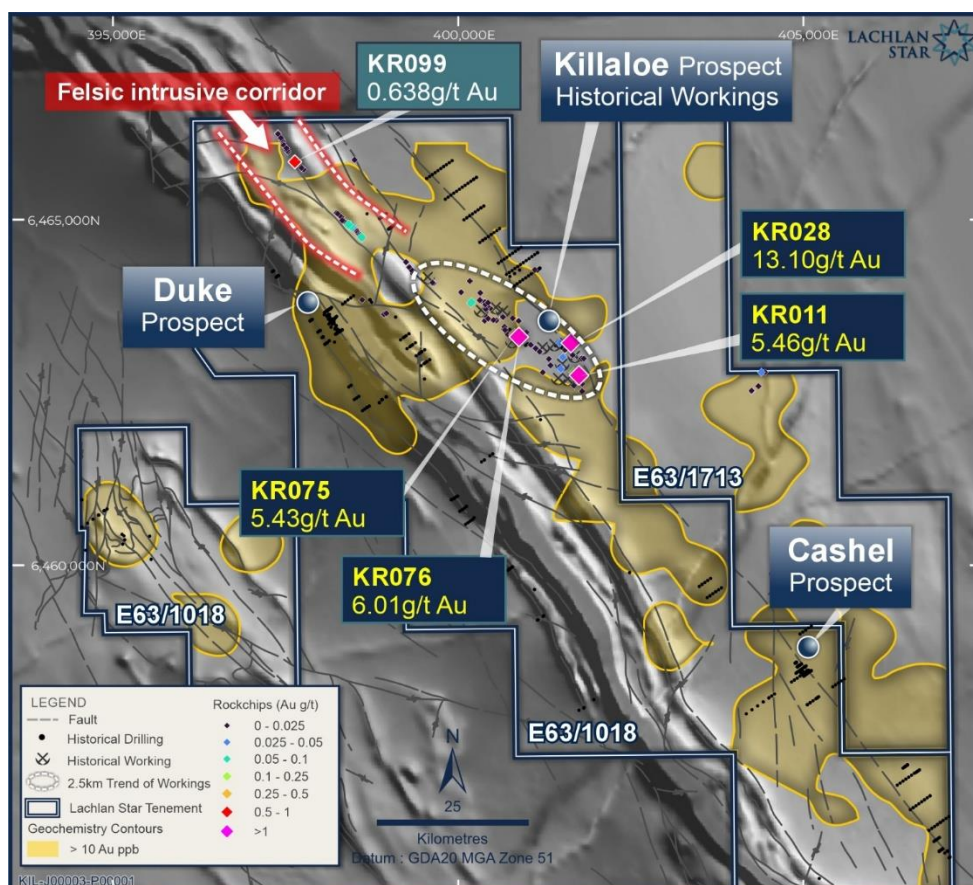 395,000E
400,000E
405,000E
LACHLAN
STAR
KR099
0.638g/t Au
Killaloe Prospect
Historical Workings
Felsic intrusive corridor
6,465,000N
KR028
13.10g/t Au
Duke
Prospect
KR011
5.46g/t Au
E63/1713
KR075
5.43g/t Au
Cashel
Prospect
6,460,000N
KR076
6.01g/t Au
E63/1018
E63/1018
LEGEND
Fault
Historical Drilling
Historical Working
2.5km Trend of Workings
Lachlan Star Tenement
Geochemistry Contours
> 10 Au ppb
Rockchips (Au g/t)
0 - 0.025
0.025 - 0.05
0.05 - 0.1
0.1 - 0.25
0.25 - 0.5
0.5 - 1
>1
N
25
Kilometres
Datum : GDA20 MGA Zone 51
KIL-J00003-P00001